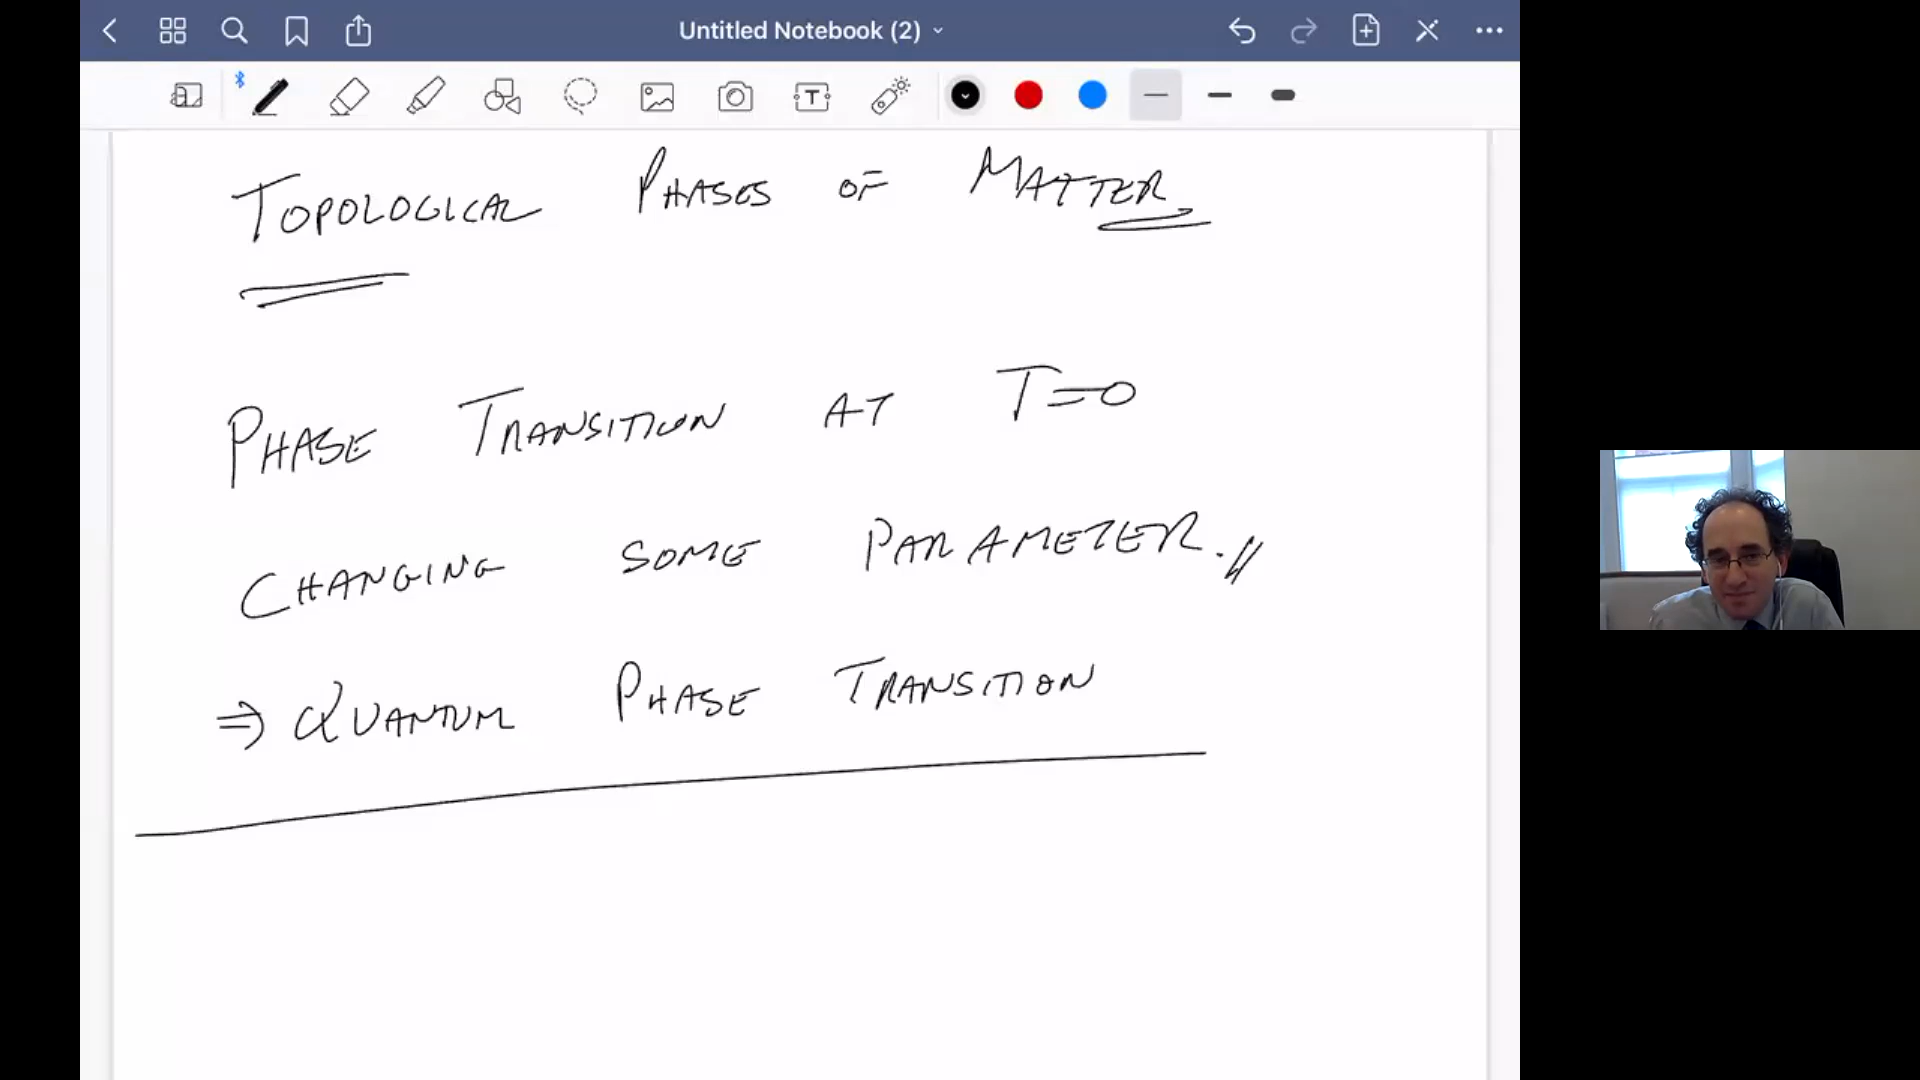 Untitled Notebook (2)
T
TOPOLOGICAL PHASES OF MATTER.
PHASE TRANSITION AT T=0
CHANGING SOME PARAMETER.
⇒ QUANTUM PHASE TRANSITION